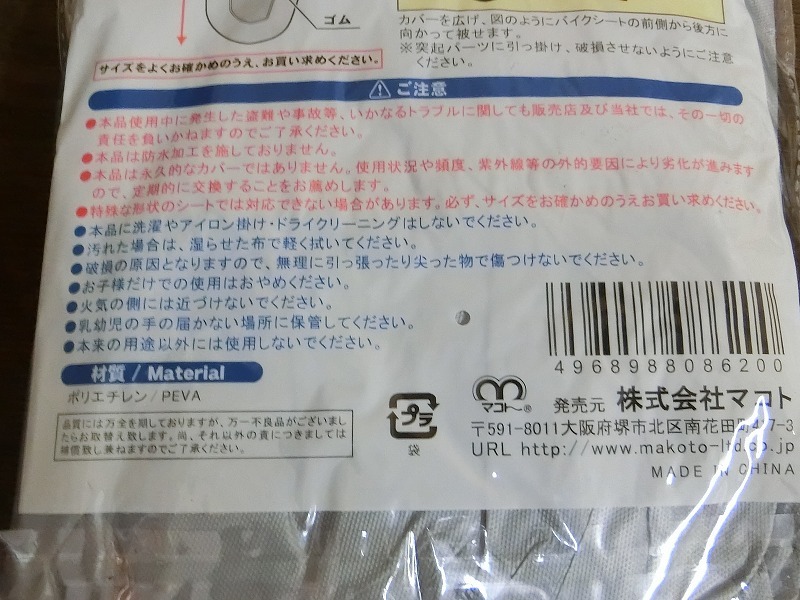 ゴム
カバーを広げ、図のようにバイクシートの前側から後方に
向かって被せます。
※突起パーツに引っ掛け、破損させないようにご注意
ください。
サイズをよくお確かめのうえ、お買い求めください。
ご注意
●本品使用中に発生した盗難や事故等、いかなるトラブルに関しても販売店及び当社では、その一切の
責任を負いかねますのでご了承ください。
●本品は防水加工を施しておりません。
●本品は永久的なカバーではありません。使用状況や頻度、紫外線等の外的要因により劣化が進みます
ので、定期的に交換することをお薦めします。
●特殊な形状のシートでは対応できない場合があります。必ず、サイズをお確かめのうえお買い求めください。
●本品に洗濯やアイロン掛け・ドライクリーニングはしないでください。
●汚れた場合は、湿らせた布で軽く拭いてください。
●破損の原因となりますので、無理に引っ張ったり尖った物で傷つけないでください。
●お子様だけでの使用はおやめください。
●火気の側には近づけないでください。
●乳幼児の手の届かない場所に保管してください。
●本来の用途以外には使用しないでください。
4968988086200
材質 / Material
ポリエチレン / PEVA
品質には万全を期しておりますが、万一不良品がございまし
たらお取替え致します。尚、それ以外の責につきましては
補償致し兼ねますのでご了承ください。
プラ
袋
マコト®
発売元 株式会社マコト
〒591-8011大阪府堺市北区南花田町417-3
URL http://www.makoto-ltd.co.jp
MADE IN CHINA